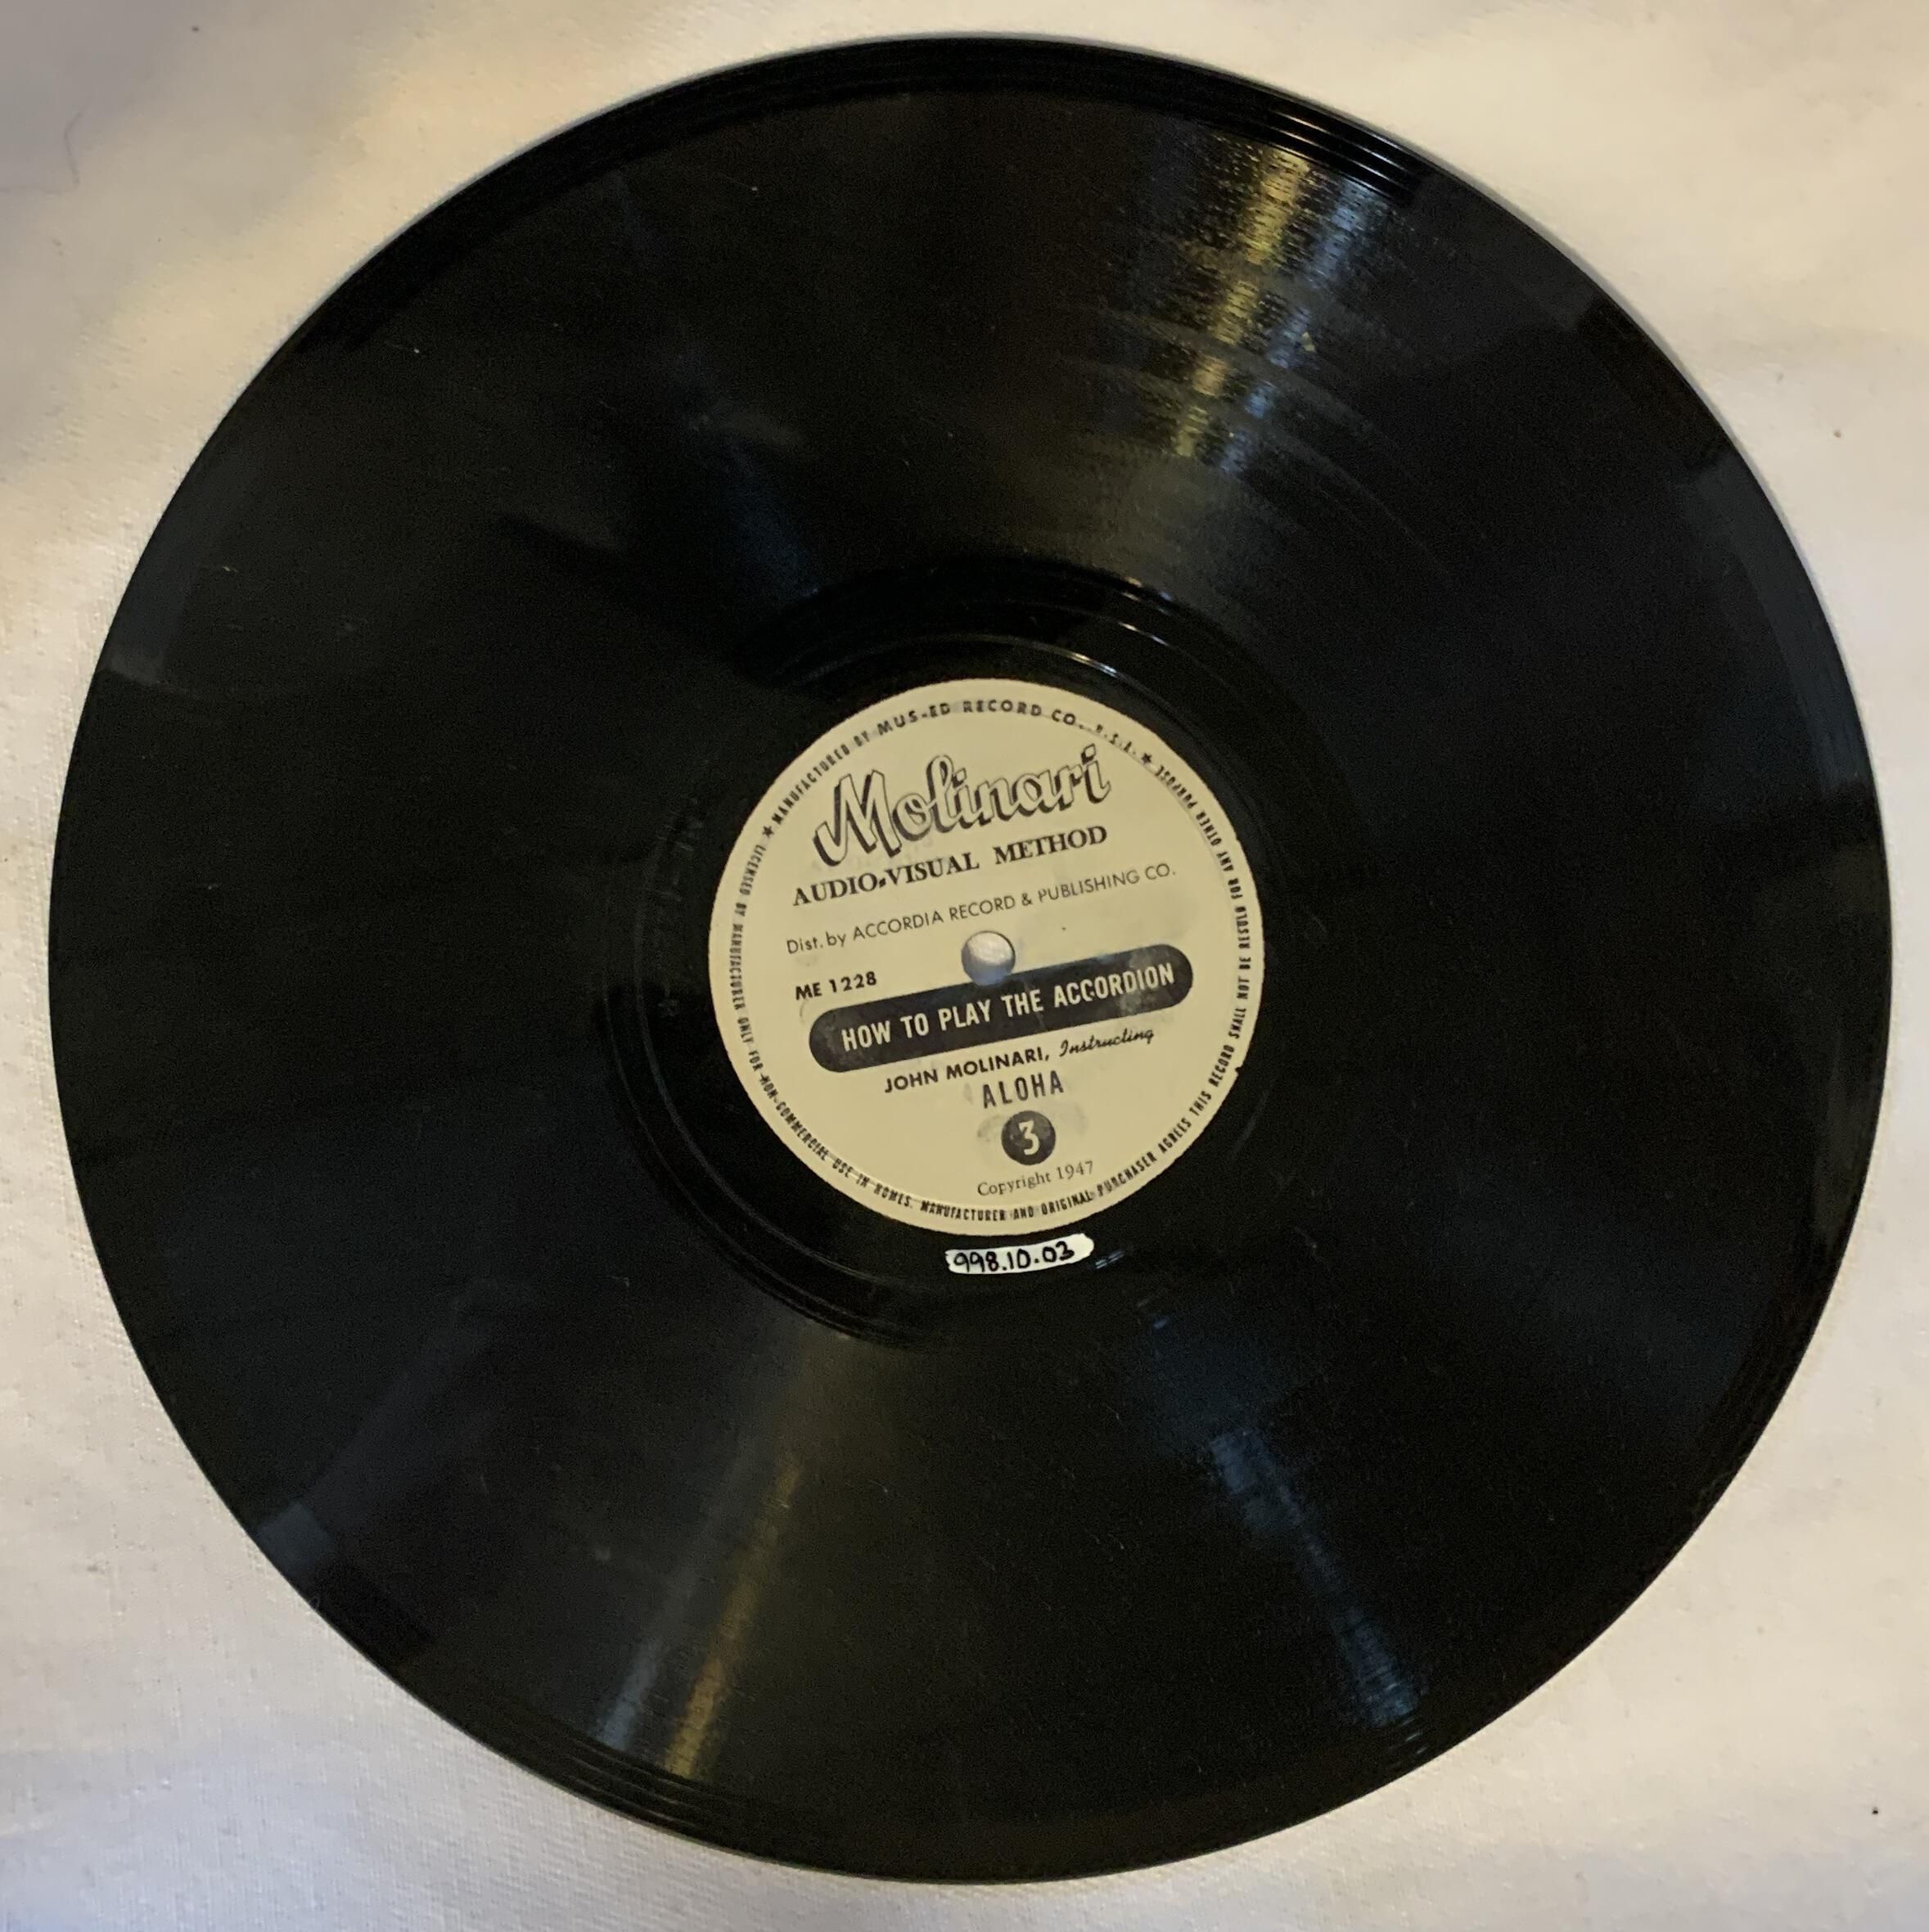 ★ MANUFACTURED BY MUS-ED RECORD CO. U.S.A. ★
Molinari
AUDIO-VISUAL METHOD
Dist. by ACCORDIA RECORD & PUBLISHING CO.
ME 1228
HOW TO PLAY THE ACCORDION
JOHN MOLINARI, Instructing
ALOHA
3
Copyright 1947
LICENSED BY MANUFACTURER ONLY FOR NON-COMMERCIAL USE IN HOMES. MANUFACTURER AND ORIGINAL PURCHASER AGREES THIS RECORD SHALL NOT BE RESOLD FOR ANY OTHER PURPOSE
998.10.03